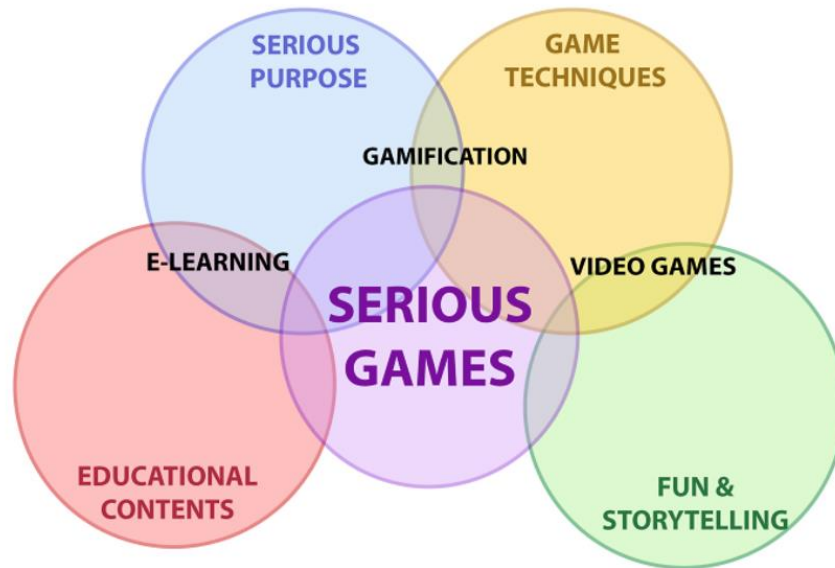 SERIOUS
PURPOSE
GAME
TECHNIQUES
GAMIFICATION
E-LEARNING
VIDEO GAMES
SERIOUS
GAMES
EDUCATIONAL
CONTENTS
FUN &
STORYTELLING